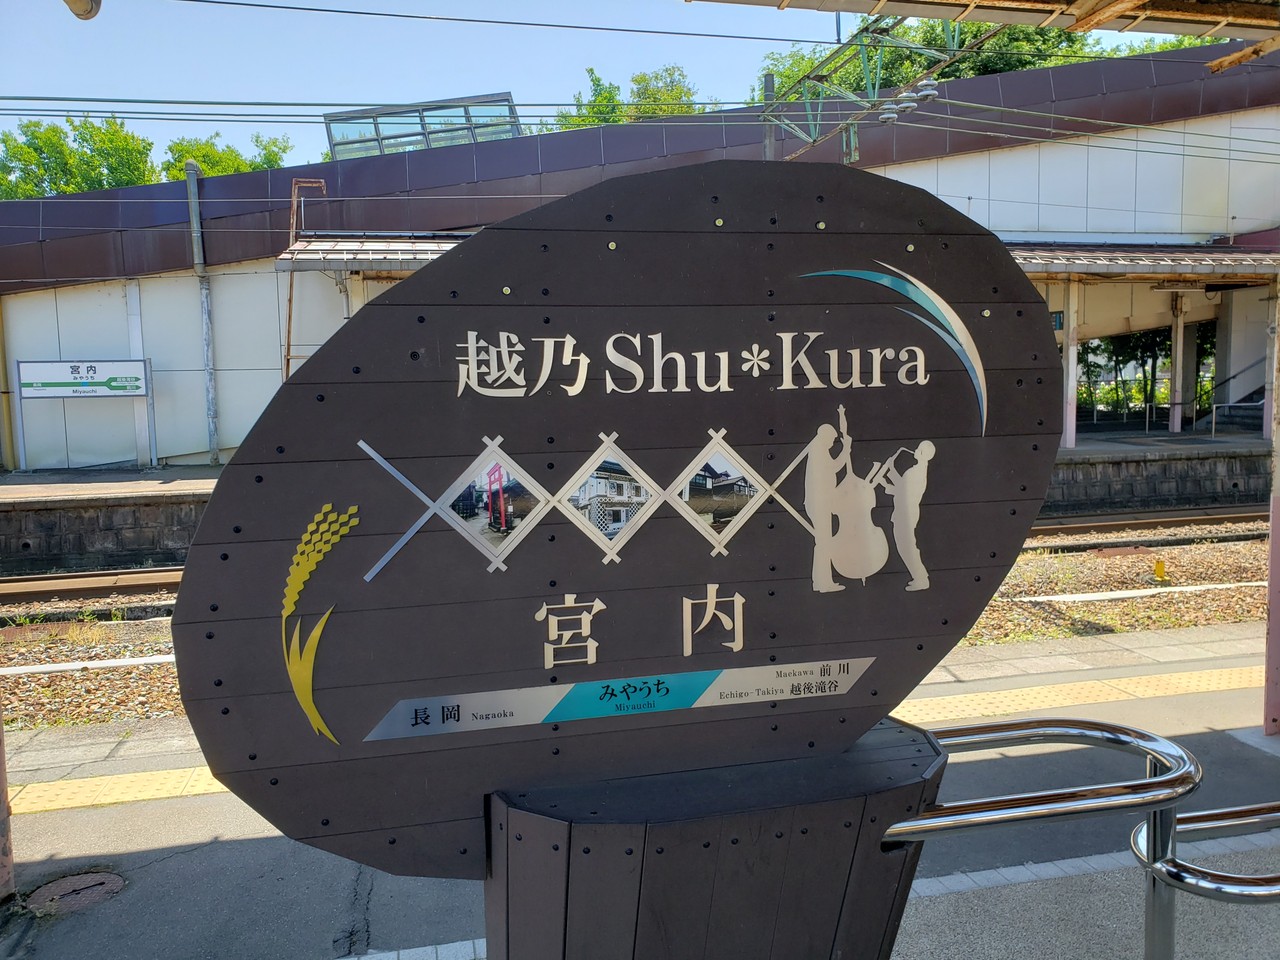 越乃Shu*Kura
宮内
長岡 Nagaoka
みやうち
Miyauchi
Maekawa 前川
Echigo-Takiya 越後滝谷
宮内
みやうち
Miyauchi